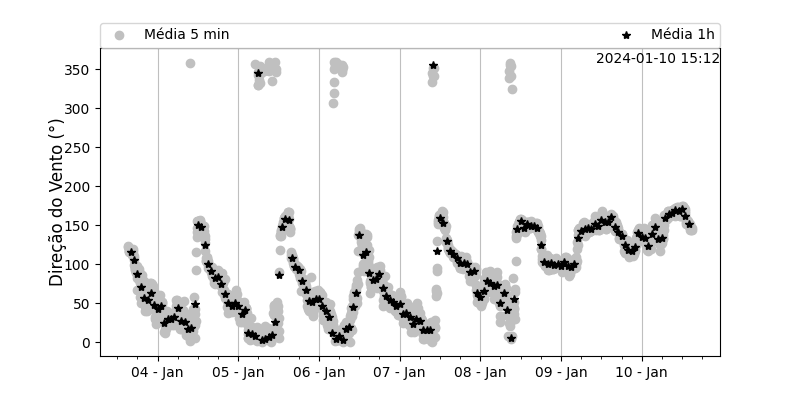 Média 5 min
Média 1h
2024-01-10 15:12
Direção do Vento (°)
350
300
250
200
150
100
50
0
04 - Jan
05 - Jan
06 - Jan
07 - Jan
08 - Jan
09 - Jan
10 - Jan